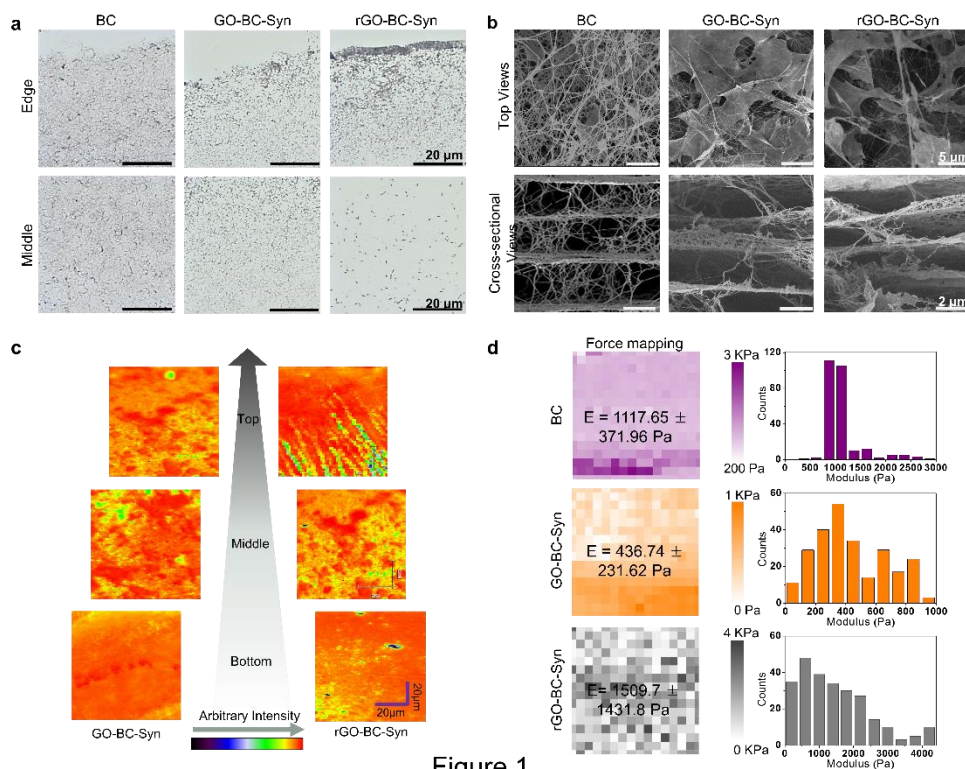 a
BC
GO-BC-Syn
rGO-BC-Syn
Edge
20 μm
Middle
20 μm
b
BC
GO-BC-Syn
rGO-BC-Syn
Top Views
5 μm
Cross-sectional
Views
2 μm
c
Top
Middle
Bottom
20μm
20μm
Arbitrary Intensity
GO-BC-Syn
rGO-BC-Syn
d
Force mapping
BC
E = 1117.65 ±
371.96 Pa
3 KPa
200 Pa
Counts
120
80
40
0
0 500 1000 1500 2000 2500 3000
Modulus (Pa)
GO-BC-Syn
E = 436.74 ±
231.62 Pa
1 KPa
0 Pa
Counts
60
40
20
0
200 400 600 800 1000
Modulus (Pa)
rGO-BC-Syn
E= 1509.7 ±
1431.8 Pa
4 KPa
0 KPa
Counts
60
40
20
0
0 1000 2000 3000 4000
Modulus (Pa)
Figure 1